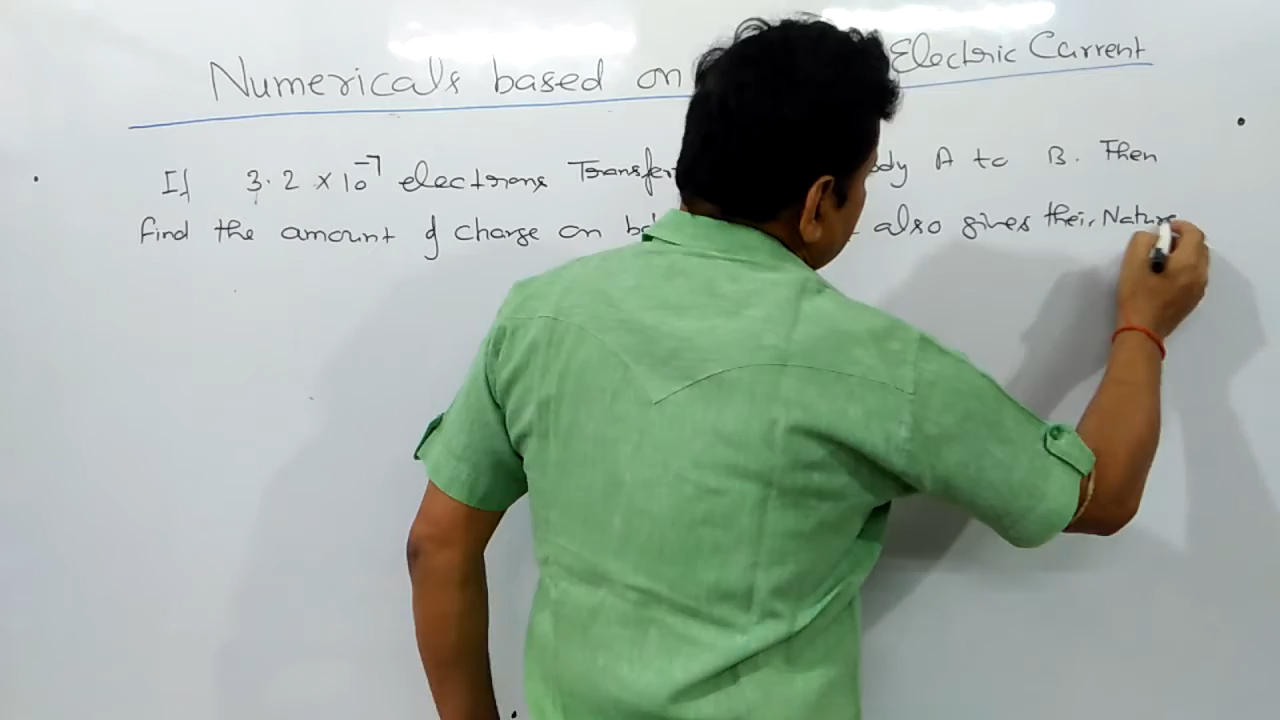 Numericals based on Electric Current
If 3.2 × 10⁻⁷ electrons Transfer A to B. Then
find the amount of charge on also gives their Nature